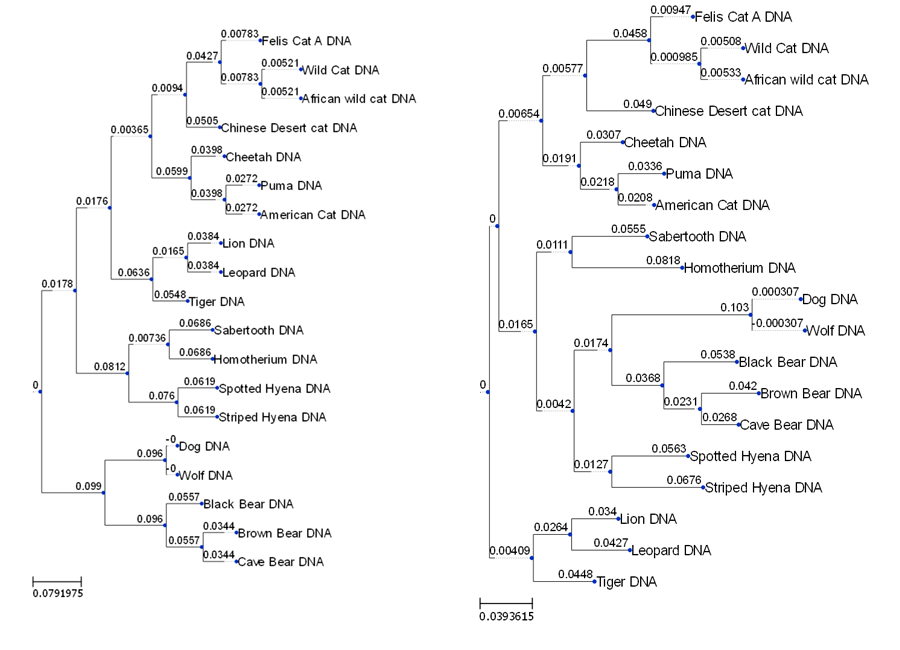 0.00783 Felis Cat A DNA
0.0427
0.00521 Wild Cat DNA
0.00783
0.0094
0.00521 African wild cat DNA
0.0505 Chinese Desert cat DNA
0.00365
0.0398 Cheetah DNA
0.0599
0.0272 Puma DNA
0.0398
0.0272 American Cat DNA
0.0176
0.0384 Lion DNA
0.0165
0.0384 Leopard DNA
0.0636
0.0548 Tiger DNA
0.0178
0.0686 Sabertooth DNA
0.00736
0.0686 Homotherium DNA
0.0812
0.0619 Spotted Hyena DNA
0.076
0.0619 Striped Hyena DNA
0
-0 Dog DNA
0.096
-0 Wolf DNA
0.099
0.0557 Black Bear DNA
0.096
0.0344 Brown Bear DNA
0.0557
0.0344 Cave Bear DNA
0.0791975
0.00947 Felis Cat A DNA
0.0458
0.00508 Wild Cat DNA
0.000985
0.00577
0.00533 African wild cat DNA
0.049 Chinese Desert cat DNA
0.00654
0.0307 Cheetah DNA
0.0191
0.0336 Puma DNA
0.0218
0.0208 American Cat DNA
0
0.0555 Sabertooth DNA
0.0111
0.0818 Homotherium DNA
0.0165
0.000307 Dog DNA
0.103
-0.000307 Wolf DNA
0.0174
0.0538 Black Bear DNA
0.0368
0.042 Brown Bear DNA
0.0231
0.0268 Cave Bear DNA
0
0.0042
0.0563 Spotted Hyena DNA
0.0127
0.0676 Striped Hyena DNA
0.034 Lion DNA
0.0264
0.0427 Leopard DNA
0.00409
0.0448 Tiger DNA
0.0393615